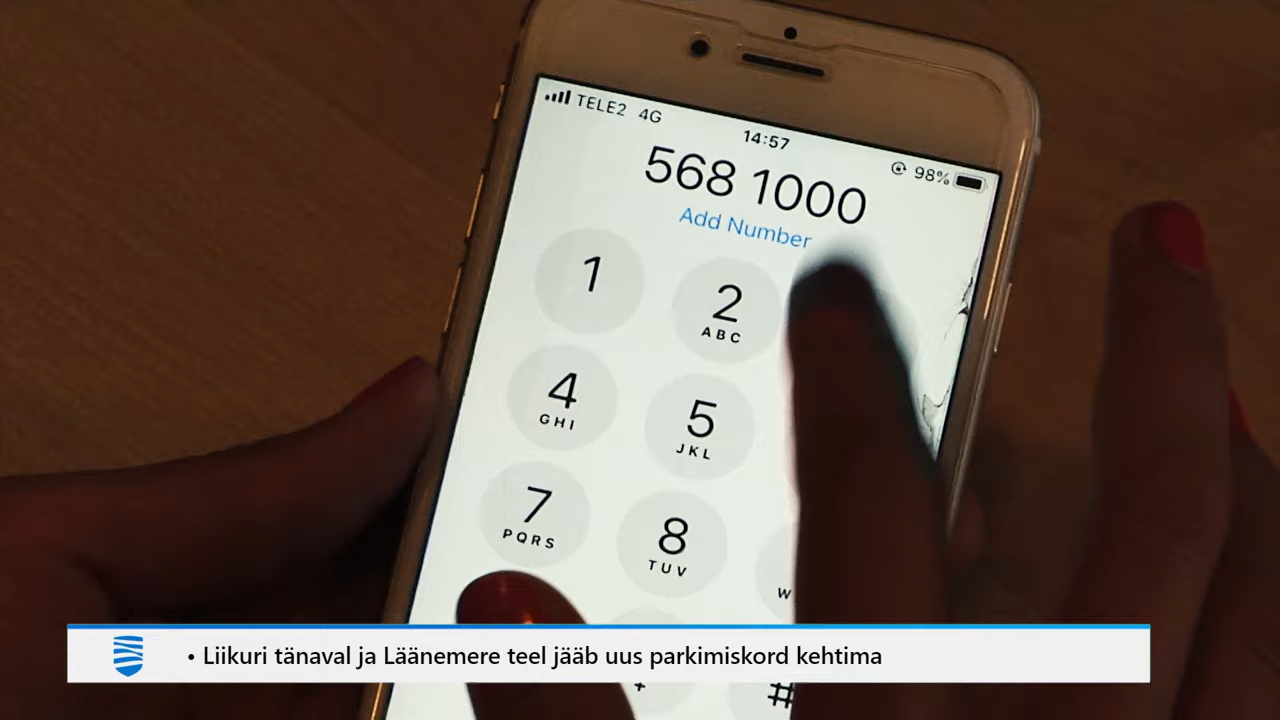 TELE2 4G
14:57
98%
568 1000
Add Number
1
2
ABC
4
GHI
5
JKL
7
PQRS
8
TUV
W
+
#
• Liikuri tänaval ja Läänemere teel jääb uus parkimiskord kehtima